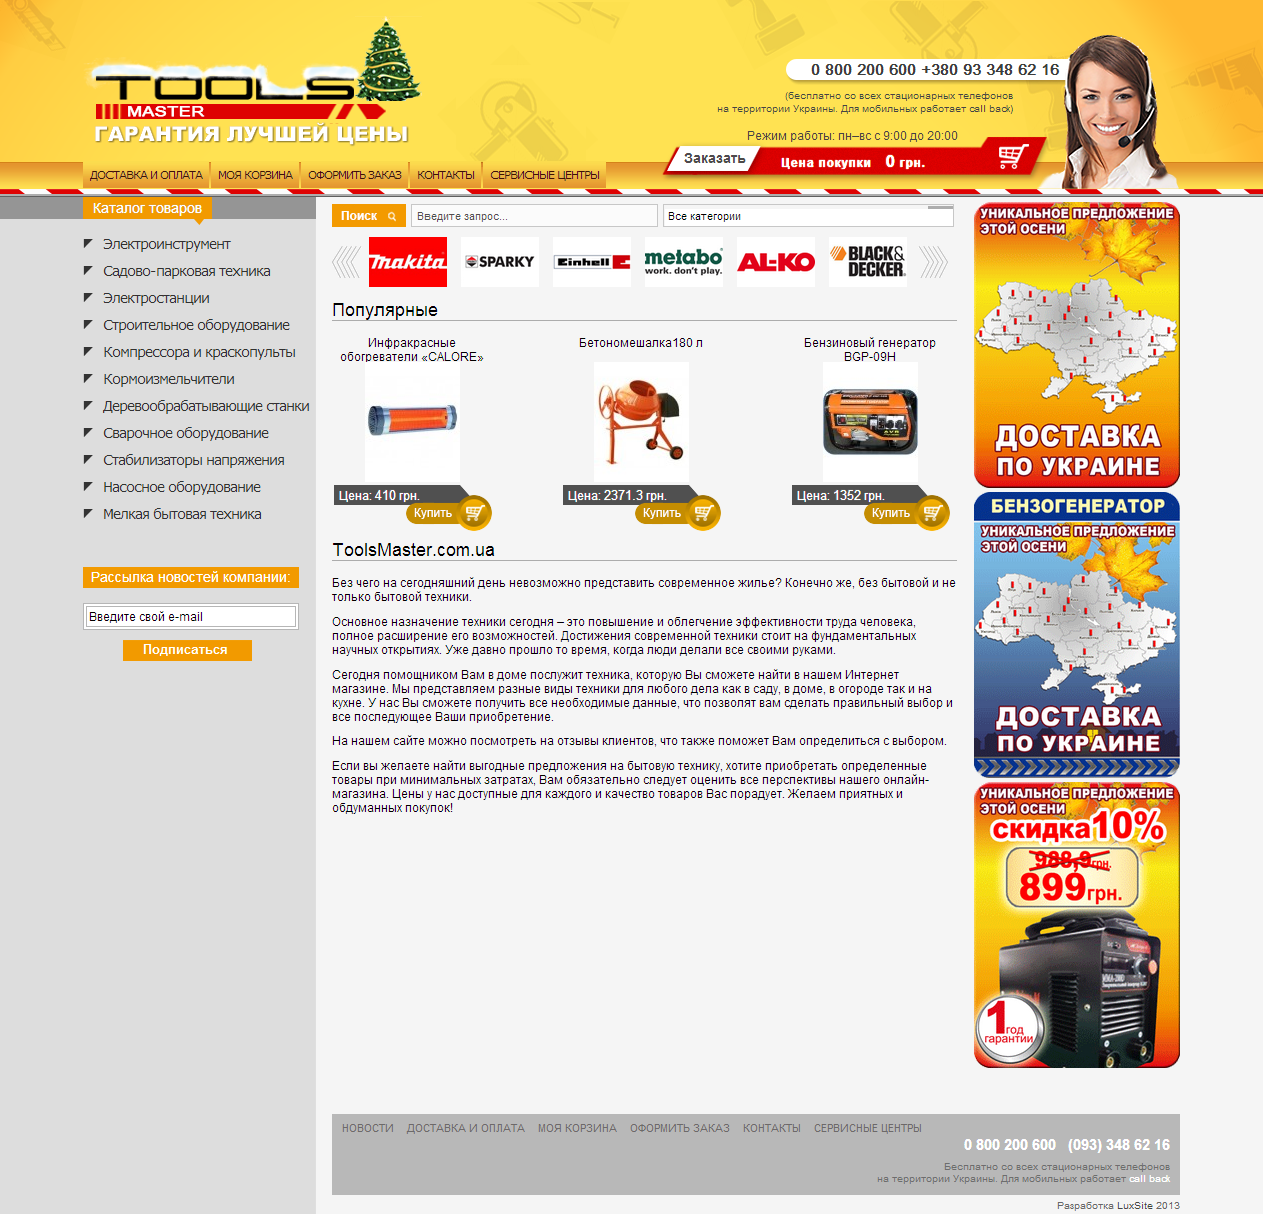 TOOLS
MASTER
ГАРАНТИЯ ЛУЧШЕЙ ЦЕНЫ
0 800 200 600 +380 93 348 62 16
(бесплатно со всех стационарных телефонов
на территории Украины. Для мобильных работает call back)
Режим работы: пн–вс с 9:00 до 20:00
Заказать
Цена покупки 0 грн.
ДОСТАВКА И ОПЛАТА
МОЯ КОРЗИНА
ОФОРМИТЬ ЗАКАЗ
КОНТАКТЫ
СЕРВИСНЫЕ ЦЕНТРЫ
Каталог товаров
Электроинструмент
Садово-парковая техника
Электростанции
Строительное оборудование
Компрессора и краскопульты
Кормоизмельчители
Деревообрабатывающие станки
Сварочное оборудование
Стабилизаторы напряжения
Насосное оборудование
Мелкая бытовая техника
Рассылка новостей компании:
Введите свой e-mail
Подписаться
Поиск
Введите запрос...
Все категории
makita
SPARKY
Einhell
metabo
work. don't play.
AL-KO
BLACK&
DECKER
Популярные
Инфракрасные
обогреватели «CALORE»
Цена: 410 грн.
Купить
Бетономешалка180 л
Цена: 2371.3 грн.
Купить
Бензиновый генератор
BGP-09H
Цена: 1352 грн.
Купить
ToolsMaster.com.ua
Без чего на сегодняшний день невозможно представить современное жилье? Конечно же, без бытовой и не
только бытовой техники.
Основное назначение техники сегодня – это повышение и облегчение эффективности труда человека,
полное расширение его возможностей. Достижения современной техники стоит на фундаментальных
научных открытиях. Уже давно прошло то время, когда люди делали все своими руками.
Сегодня помощником Вам в доме послужит техника, которую Вы сможете найти в нашем Интернет
магазине. Мы представляем разные виды техники для любого дела как в саду, в доме, в огороде так и на
кухне. У нас Вы сможете получить все необходимые данные, что позволят вам сделать правильный выбор и
все последующее Ваши приобретение.
На нашем сайте можно посмотреть на отзывы клиентов, что также поможет Вам определиться с выбором.
Если вы желаете найти выгодные предложения на бытовую технику, хотите приобретать определенные
товары при минимальных затратах, Вам обязательно следует оценить все перспективы нашего онлайн-
магазина. Цены у нас доступные для каждого и качество товаров Вас порадует. Желаем приятных и
обдуманных покупок!
УНИКАЛЬНОЕ ПРЕДЛОЖЕНИЕ
ЭТОЙ ОСЕНИ
ДОСТАВКА
ПО УКРАИНЕ
БЕНЗОГЕНЕРАТОР
УНИКАЛЬНОЕ ПРЕДЛОЖЕНИЕ
ЭТОЙ ОСЕНИ
ДОСТАВКА
ПО УКРАИНЕ
УНИКАЛЬНОЕ ПРЕДЛОЖЕНИЕ
ЭТОЙ ОСЕНИ
скидка10%
988,9грн.
899грн.
1год
гарантии
НОВОСТИ
ДОСТАВКА И ОПЛАТА
МОЯ КОРЗИНА
ОФОРМИТЬ ЗАКАЗ
КОНТАКТЫ
СЕРВИСНЫЕ ЦЕНТРЫ
0 800 200 600 (093) 348 62 16
Бесплатно со всех стационарных телефонов
на территории Украины. Для мобильных работает call back
Разработка LuxSite 2013